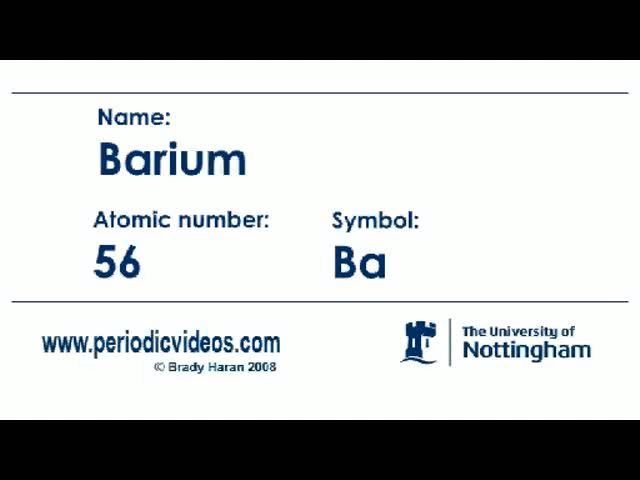 Name:
Barium
Atomic number: Symbol:
56 Ba
www.periodicvideos.com
© Brady Haran 2008
The University of
Nottingham